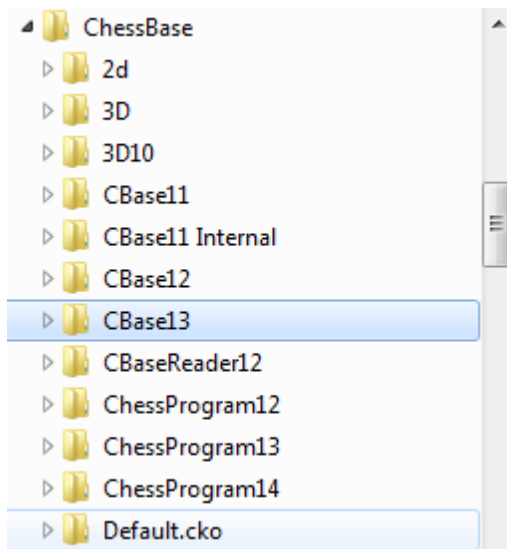 ChessBase
2d
3D
3D10
CBase11
CBase11 Internal
CBase12
CBase13
CBaseReader12
ChessProgram12
ChessProgram13
ChessProgram14
Default.cko